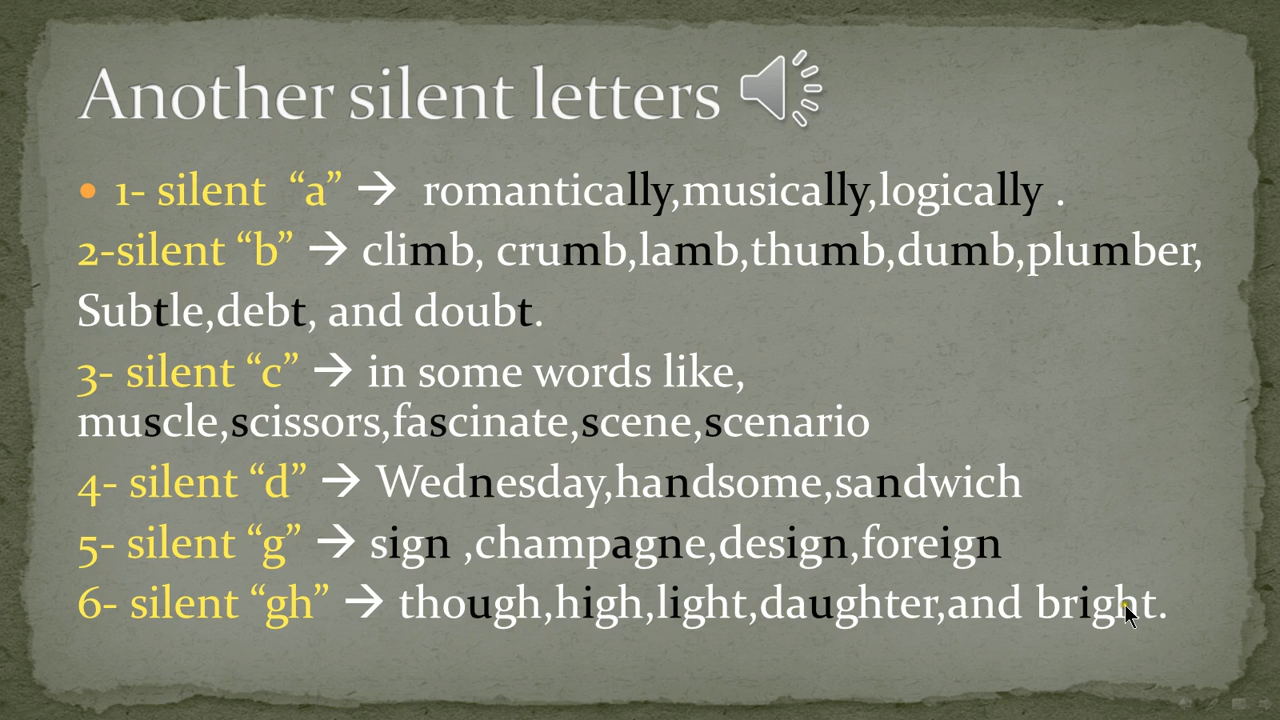 Another silent letters
• 1- silent “a” → romantically,musically,logically .
2-silent “b” → climb, crumb,lamb,thumb,dumb,plumber,
Subtle,debt, and doubt.
3- silent “c” → in some words like,
muscle,scissors,fascinate,scene,scenario
4- silent “d” → Wednesday,handsome,sandwich
5- silent “g” → sign ,champagne,design,foreign
6- silent “gh” → though,high,light,daughter,and bright.